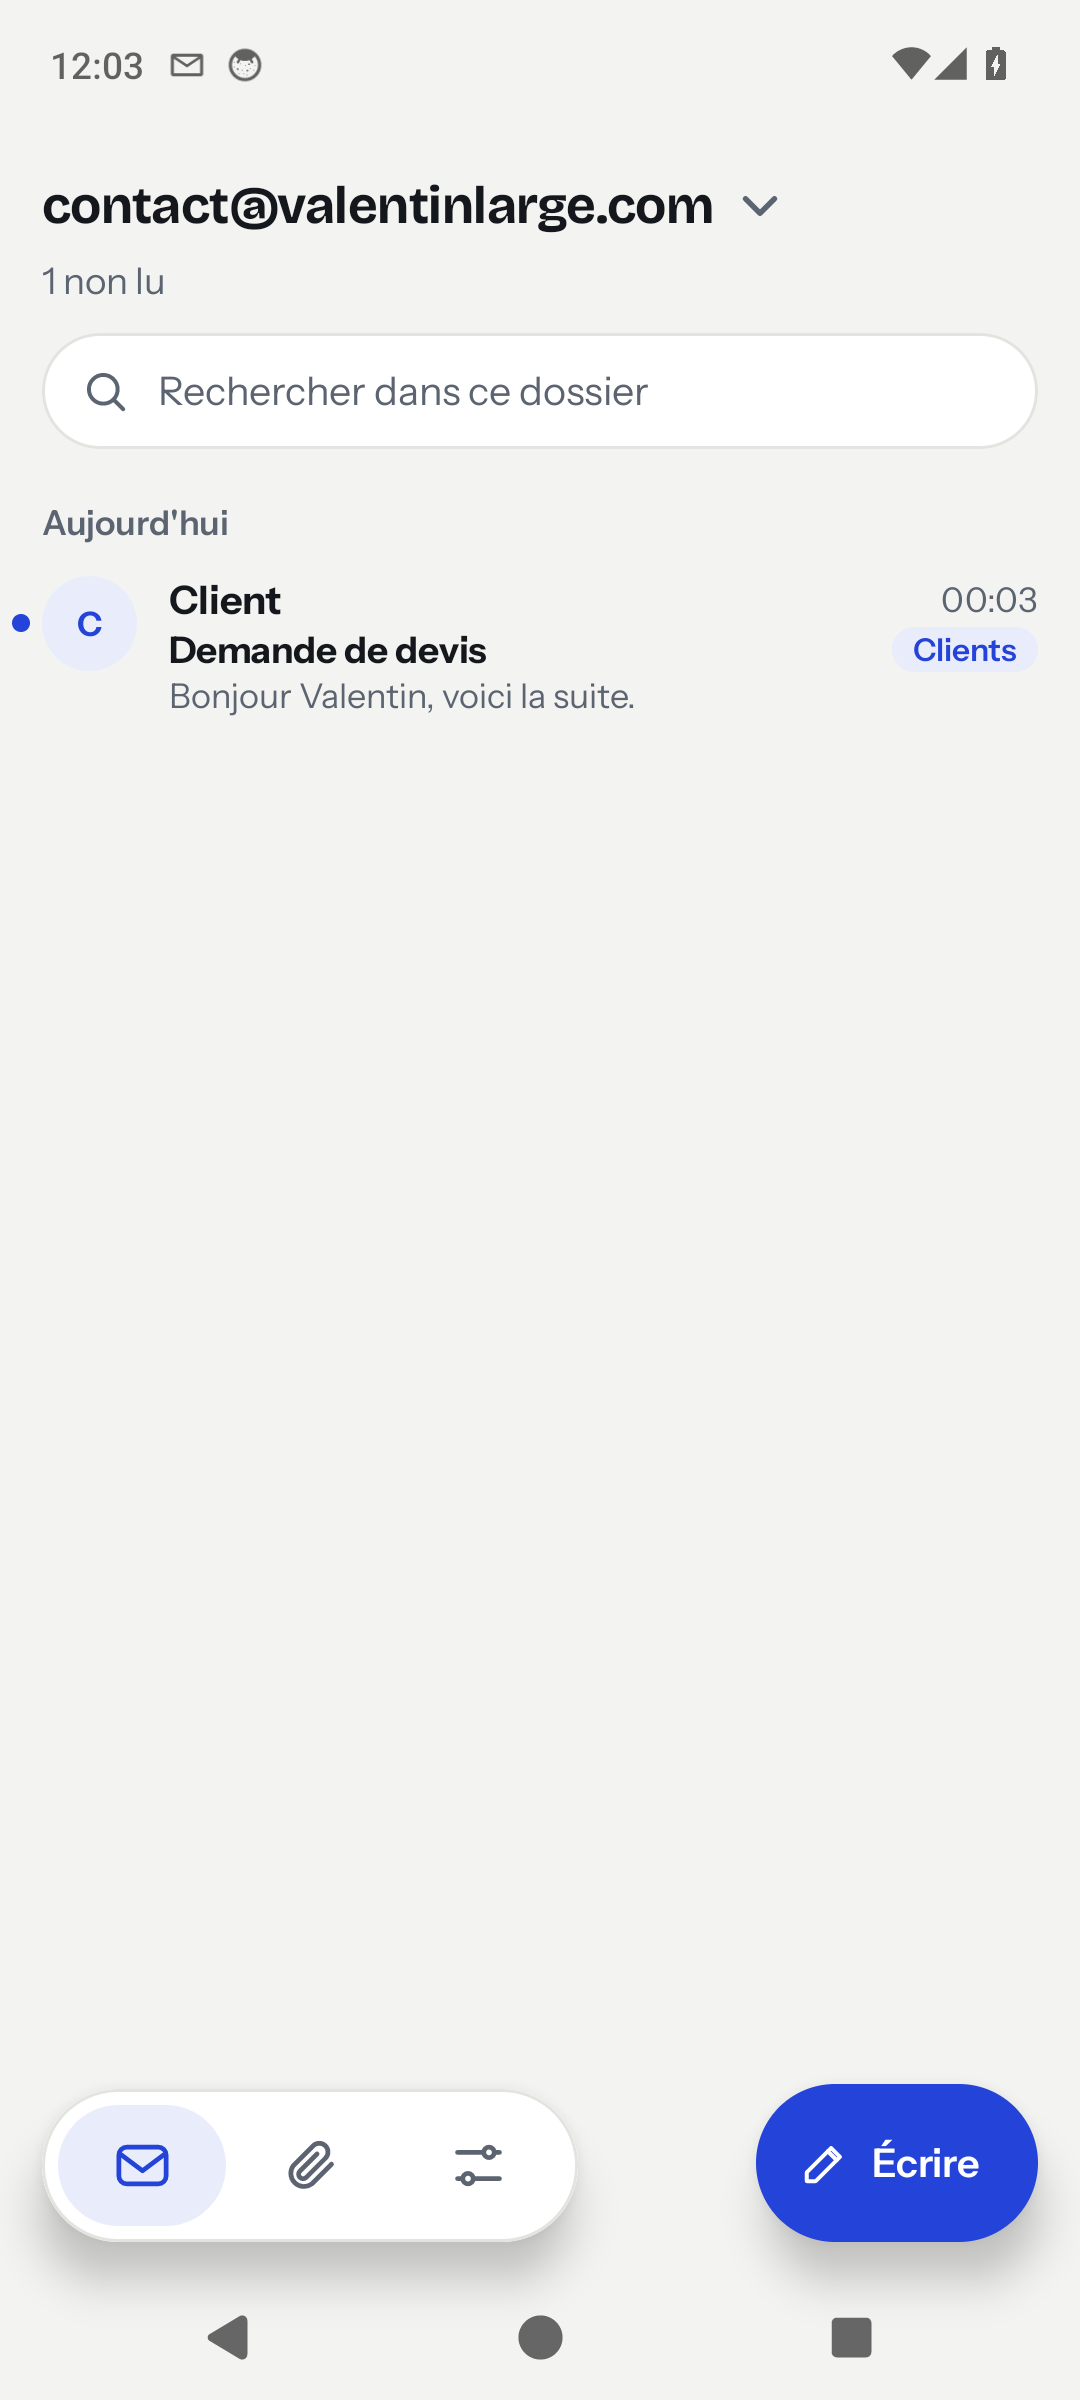 12:03
contact@valentinlarge.com
1 non lu
Rechercher dans ce dossier
Aujourd'hui
C
Client
00:03
Demande de devis
Clients
Bonjour Valentin, voici la suite.
Écrire